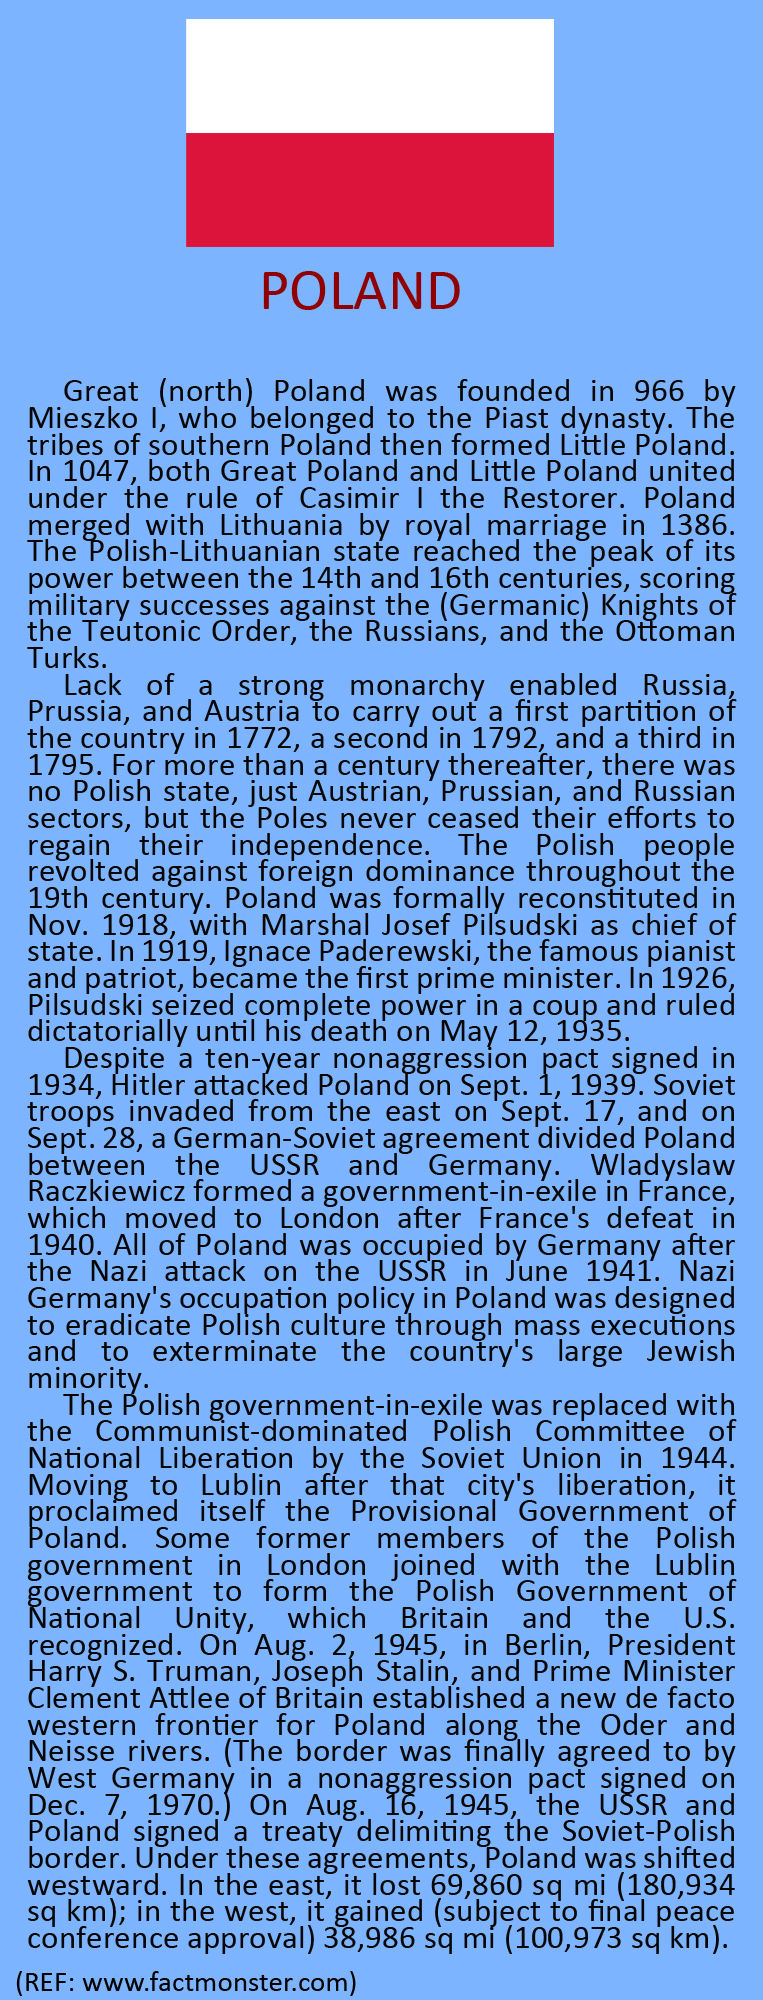 POLAND
Great (north) Poland was founded in 966 by
Mieszko I, who belonged to the Piast dynasty. The
tribes of southern Poland then formed Little Poland.
In 1047, both Great Poland and Little Poland united
under the rule of Casimir I the Restorer. Poland
merged with Lithuania by royal marriage in 1386.
The Polish-Lithuanian state reached the peak of its
power between the 14th and 16th centuries, scoring
military successes against the (Germanic) Knights of
the Teutonic Order, the Russians, and the Ottoman
Turks.
Lack of a strong monarchy enabled Russia,
Prussia, and Austria to carry out a first partition of
the country in 1772, a second in 1792, and a third in
1795. For more than a century thereafter, there was
no Polish state, just Austrian, Prussian, and Russian
sectors, but the Poles never ceased their efforts to
regain their independence. The Polish people
revolted against foreign dominance throughout the
19th century. Poland was formally reconstituted in
Nov. 1918, with Marshal Josef Pilsudski as chief of
state. In 1919, Ignace Paderewski, the famous pianist
and patriot, became the first prime minister. In 1926,
Pilsudski seized complete power in a coup and ruled
dictatorially until his death on May 12, 1935.
Despite a ten-year nonaggression pact signed in
1934, Hitler attacked Poland on Sept. 1, 1939. Soviet
troops invaded from the east on Sept. 17, and on
Sept. 28, a German-Soviet agreement divided Poland
between the USSR and Germany. Wladyslaw
Raczkiewicz formed a government-in-exile in France,
which moved to London after France's defeat in
1940. All of Poland was occupied by Germany after
the Nazi attack on the USSR in June 1941. Nazi
Germany's occupation policy in Poland was designed
to eradicate Polish culture through mass executions
and to exterminate the country's large Jewish
minority.
The Polish government-in-exile was replaced with
the Communist-dominated Polish Committee of
National Liberation by the Soviet Union in 1944.
Moving to Lublin after that city's liberation, it
proclaimed itself the Provisional Government of
Poland. Some former members of the Polish
government in London joined with the Lublin
government to form the Polish Government of
National Unity, which Britain and the U.S.
recognized. On Aug. 2, 1945, in Berlin, President
Harry S. Truman, Joseph Stalin, and Prime Minister
Clement Attlee of Britain established a new de facto
western frontier for Poland along the Oder and
Neisse rivers. (The border was finally agreed to by
West Germany in a nonaggression pact signed on
Dec. 7, 1970.) On Aug. 16, 1945, the USSR and
Poland signed a treaty delimiting the Soviet-Polish
border. Under these agreements, Poland was shifted
westward. In the east, it lost 69,860 sq mi (180,934
sq km); in the west, it gained (subject to final peace
conference approval) 38,986 sq mi (100,973 sq km).
(REF: www.factmonster.com)